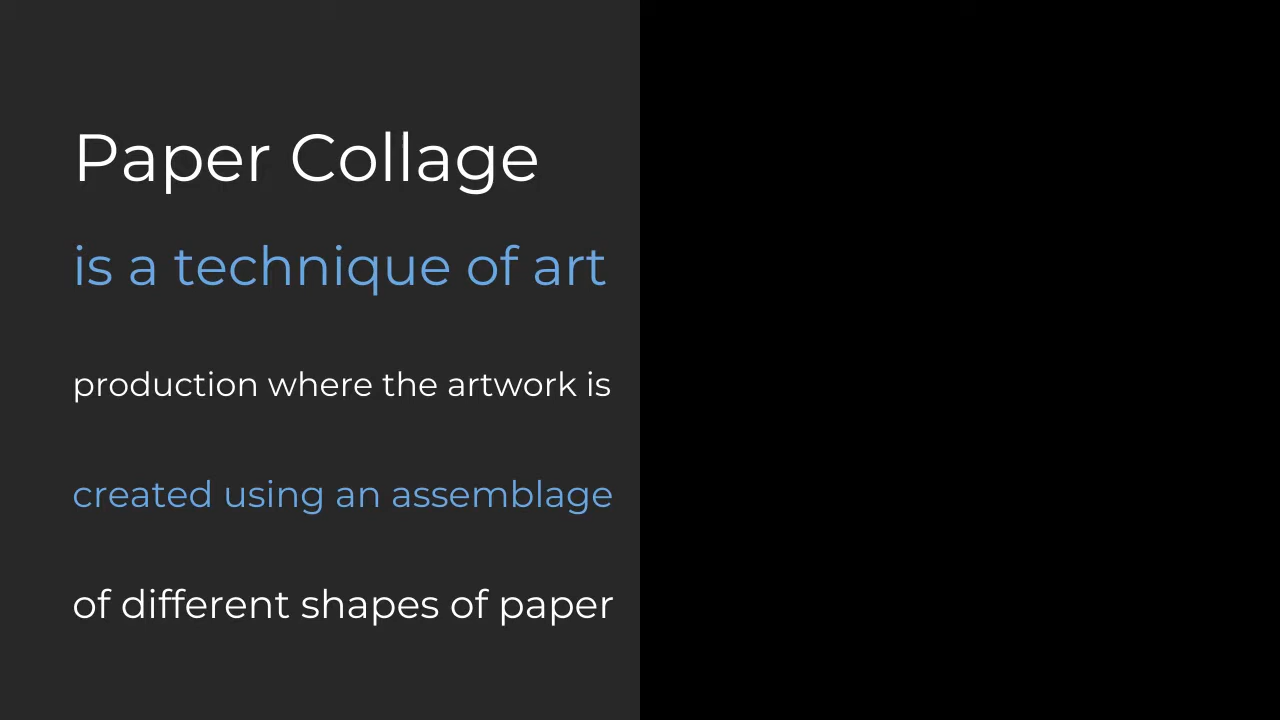 Paper Collage
is a technique of art
production where the artwork is
created using an assemblage
of different shapes of paper